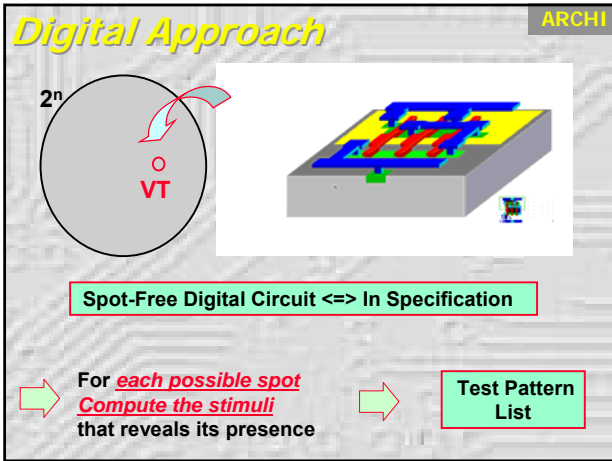 Digital Approach
ARCHI
2ⁿ
VT
Spot-Free Digital Circuit <=> In Specification
For each possible spot
Compute the stimuli
that reveals its presence
Test Pattern
List